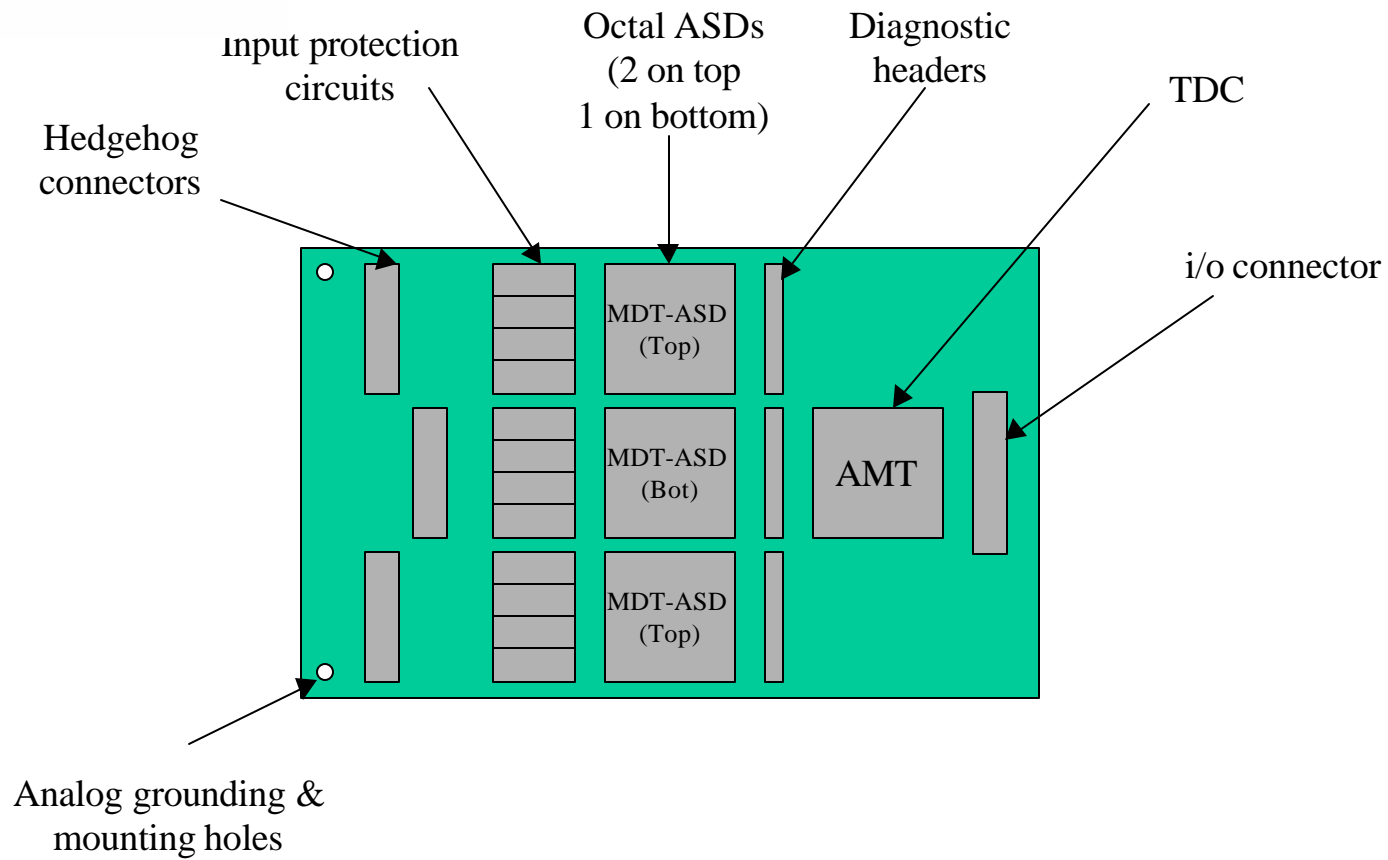 Input protection
circuits
Octal ASDs
(2 on top
1 on bottom)
Diagnostic
headers
TDC
Hedgehog
connectors
i/o connector
MDT-ASD
(Top)
MDT-ASD
(Bot)
AMT
MDT-ASD
(Top)
Analog grounding &
mounting holes